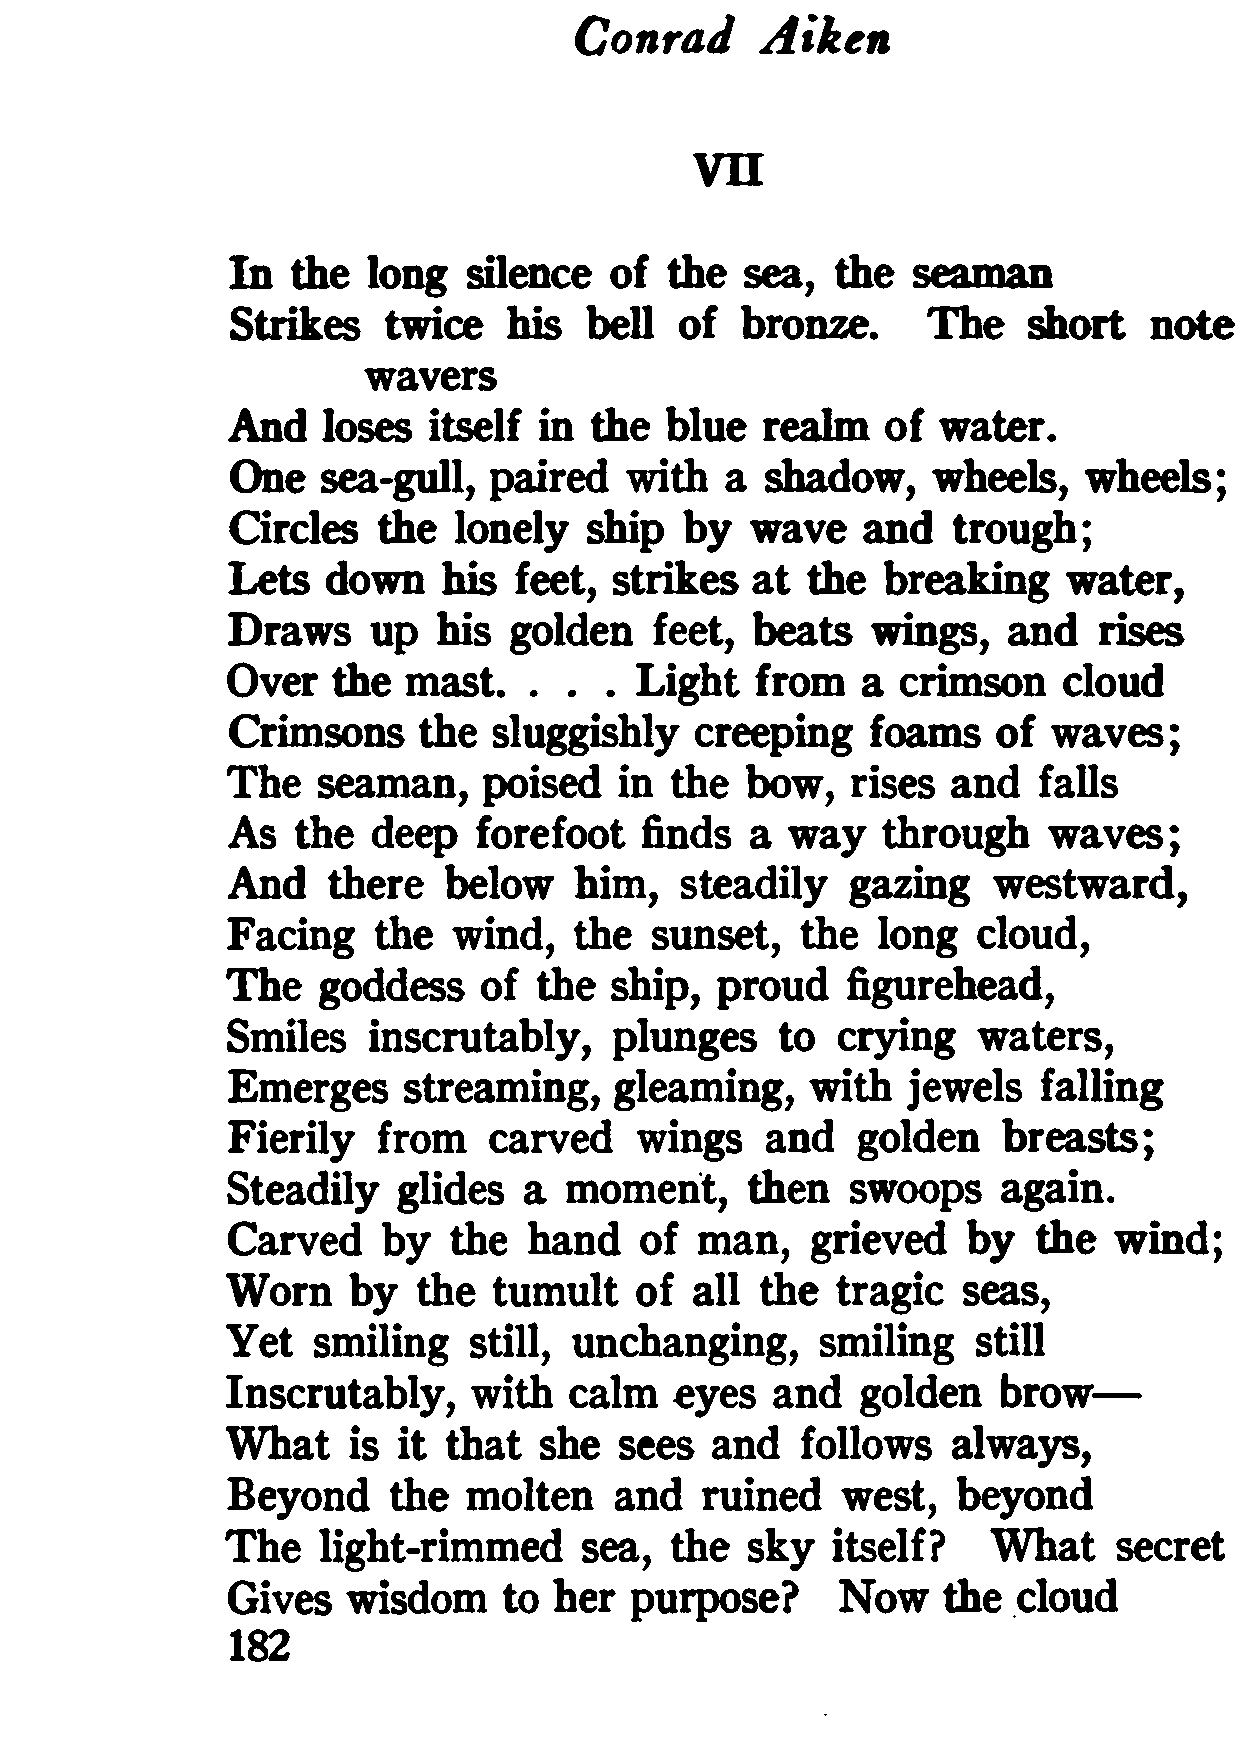 Conrad Aiken
VII
In the long silence of the sea, the seaman
Strikes twice his bell of bronze. The short note
wavers
And loses itself in the blue realm of water.
One sea-gull, paired with a shadow, wheels, wheels;
Circles the lonely ship by wave and trough;
Lets down his feet, strikes at the breaking water,
Draws up his golden feet, beats wings, and rises
Over the mast. . . . Light from a crimson cloud
Crimsons the sluggishly creeping foams of waves;
The seaman, poised in the bow, rises and falls
As the deep forefoot finds a way through waves;
And there below him, steadily gazing westward,
Facing the wind, the sunset, the long cloud,
The goddess of the ship, proud figurehead,
Smiles inscrutably, plunges to crying waters,
Emerges streaming, gleaming, with jewels falling
Fierily from carved wings and golden breasts;
Steadily glides a moment, then swoops again.
Carved by the hand of man, grieved by the wind;
Worn by the tumult of all the tragic seas,
Yet smiling still, unchanging, smiling still
Inscrutably, with calm eyes and golden brow—
What is it that she sees and follows always,
Beyond the molten and ruined west, beyond
The light-rimmed sea, the sky itself? What secret
Gives wisdom to her purpose? Now the cloud
182